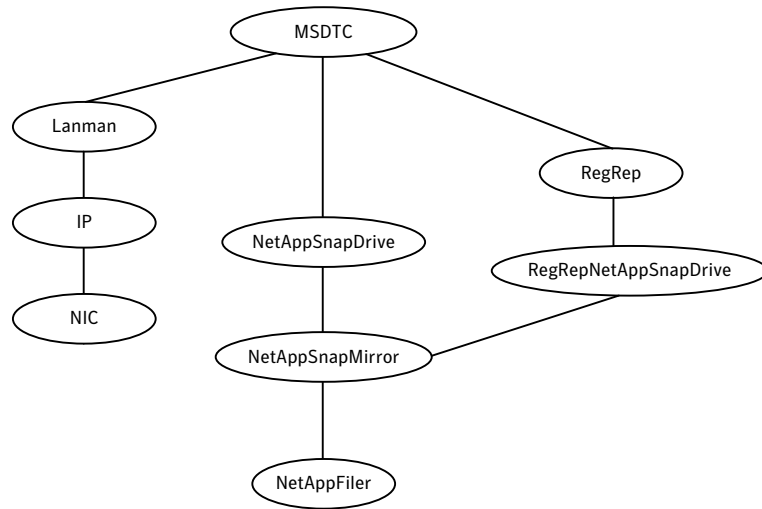 MSDTC
Lanman
RegRep
IP
NetAppSnapDrive
RegRepNetAppSnapDrive
NIC
NetAppSnapMirror
NetAppFiler